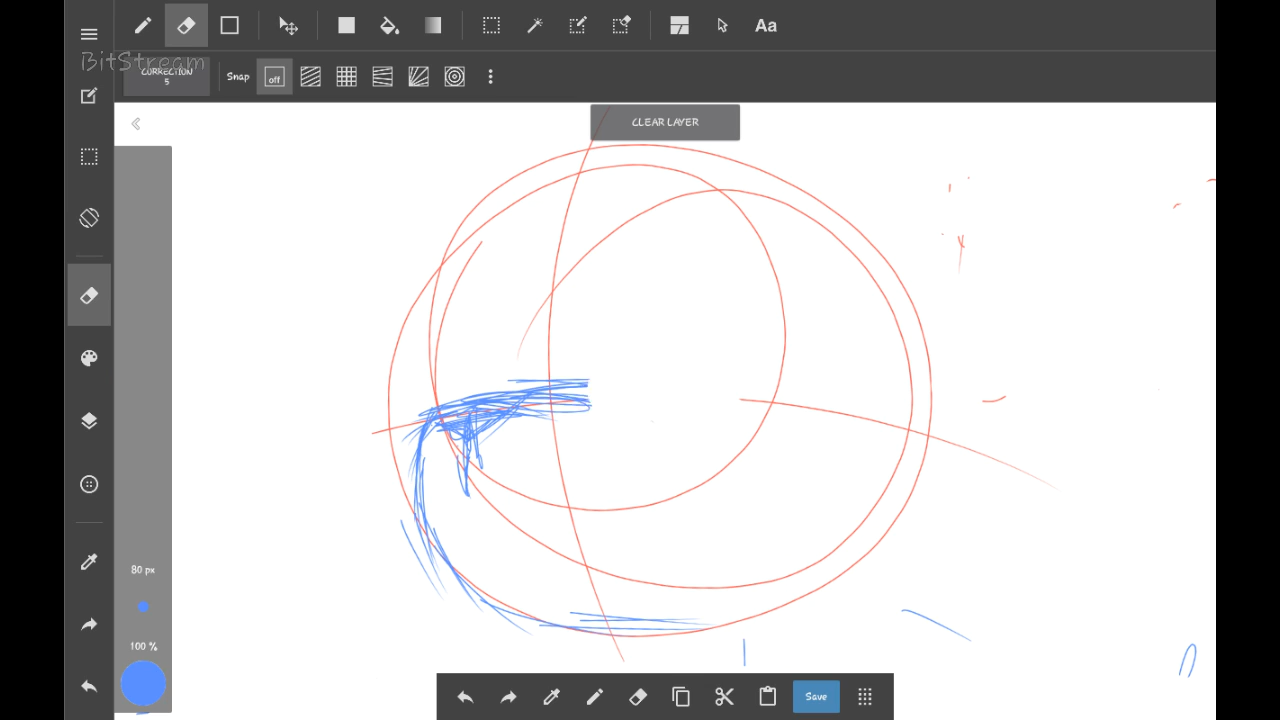 Aa
BitStream
CORRECTION
5
Snap
off
CLEAR LAYER
80 px
100 %
Save